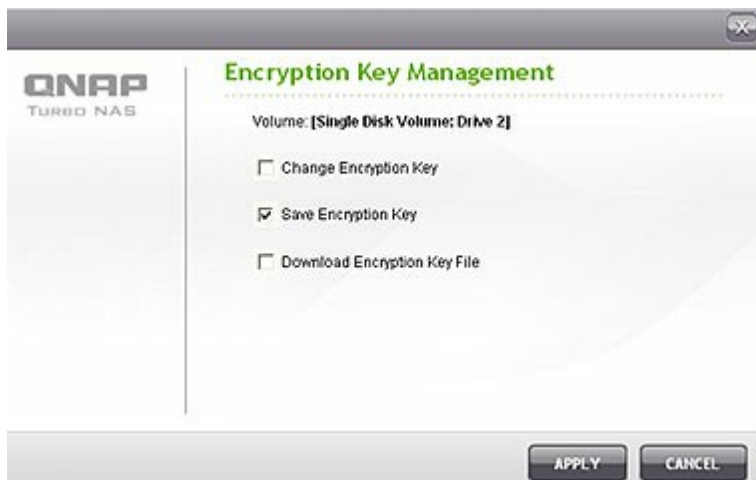 QNAP
TURBO NAS
Encryption Key Management
Volume: [Single Disk Volume: Drive 2]
Change Encryption Key
Save Encryption Key
Download Encryption Key File
APPLY
CANCEL